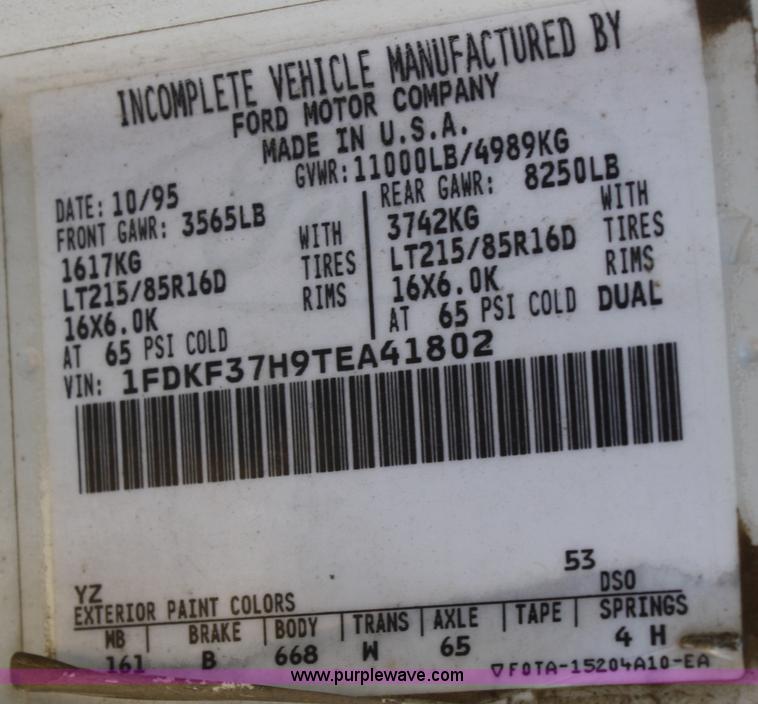 INCOMPLETE VEHICLE MANUFACTURED BY
FORD MOTOR COMPANY
MADE IN U.S.A.
DATE: 10/95 GVWR: 11000LB/4989KG
FRONT GAWR: 3565LB
1617KG WITH
LT215/85R16D TIRES
16X6.0K RIMS
AT 65 PSI COLD
REAR GAWR: 8250LB
3742KG WITH
LT215/85R16D TIRES
16X6.0K RIMS
AT 65 PSI COLD DUAL
VIN: 1FDKF37H9TEA41802
53
YZ DSO
EXTERIOR PAINT COLORS
WB | BRAKE | BODY | TRANS | AXLE | TAPE | SPRINGS
161 B 668 W 65 4 H
▽F0TA-15204A10-EA
www.purplewave.com